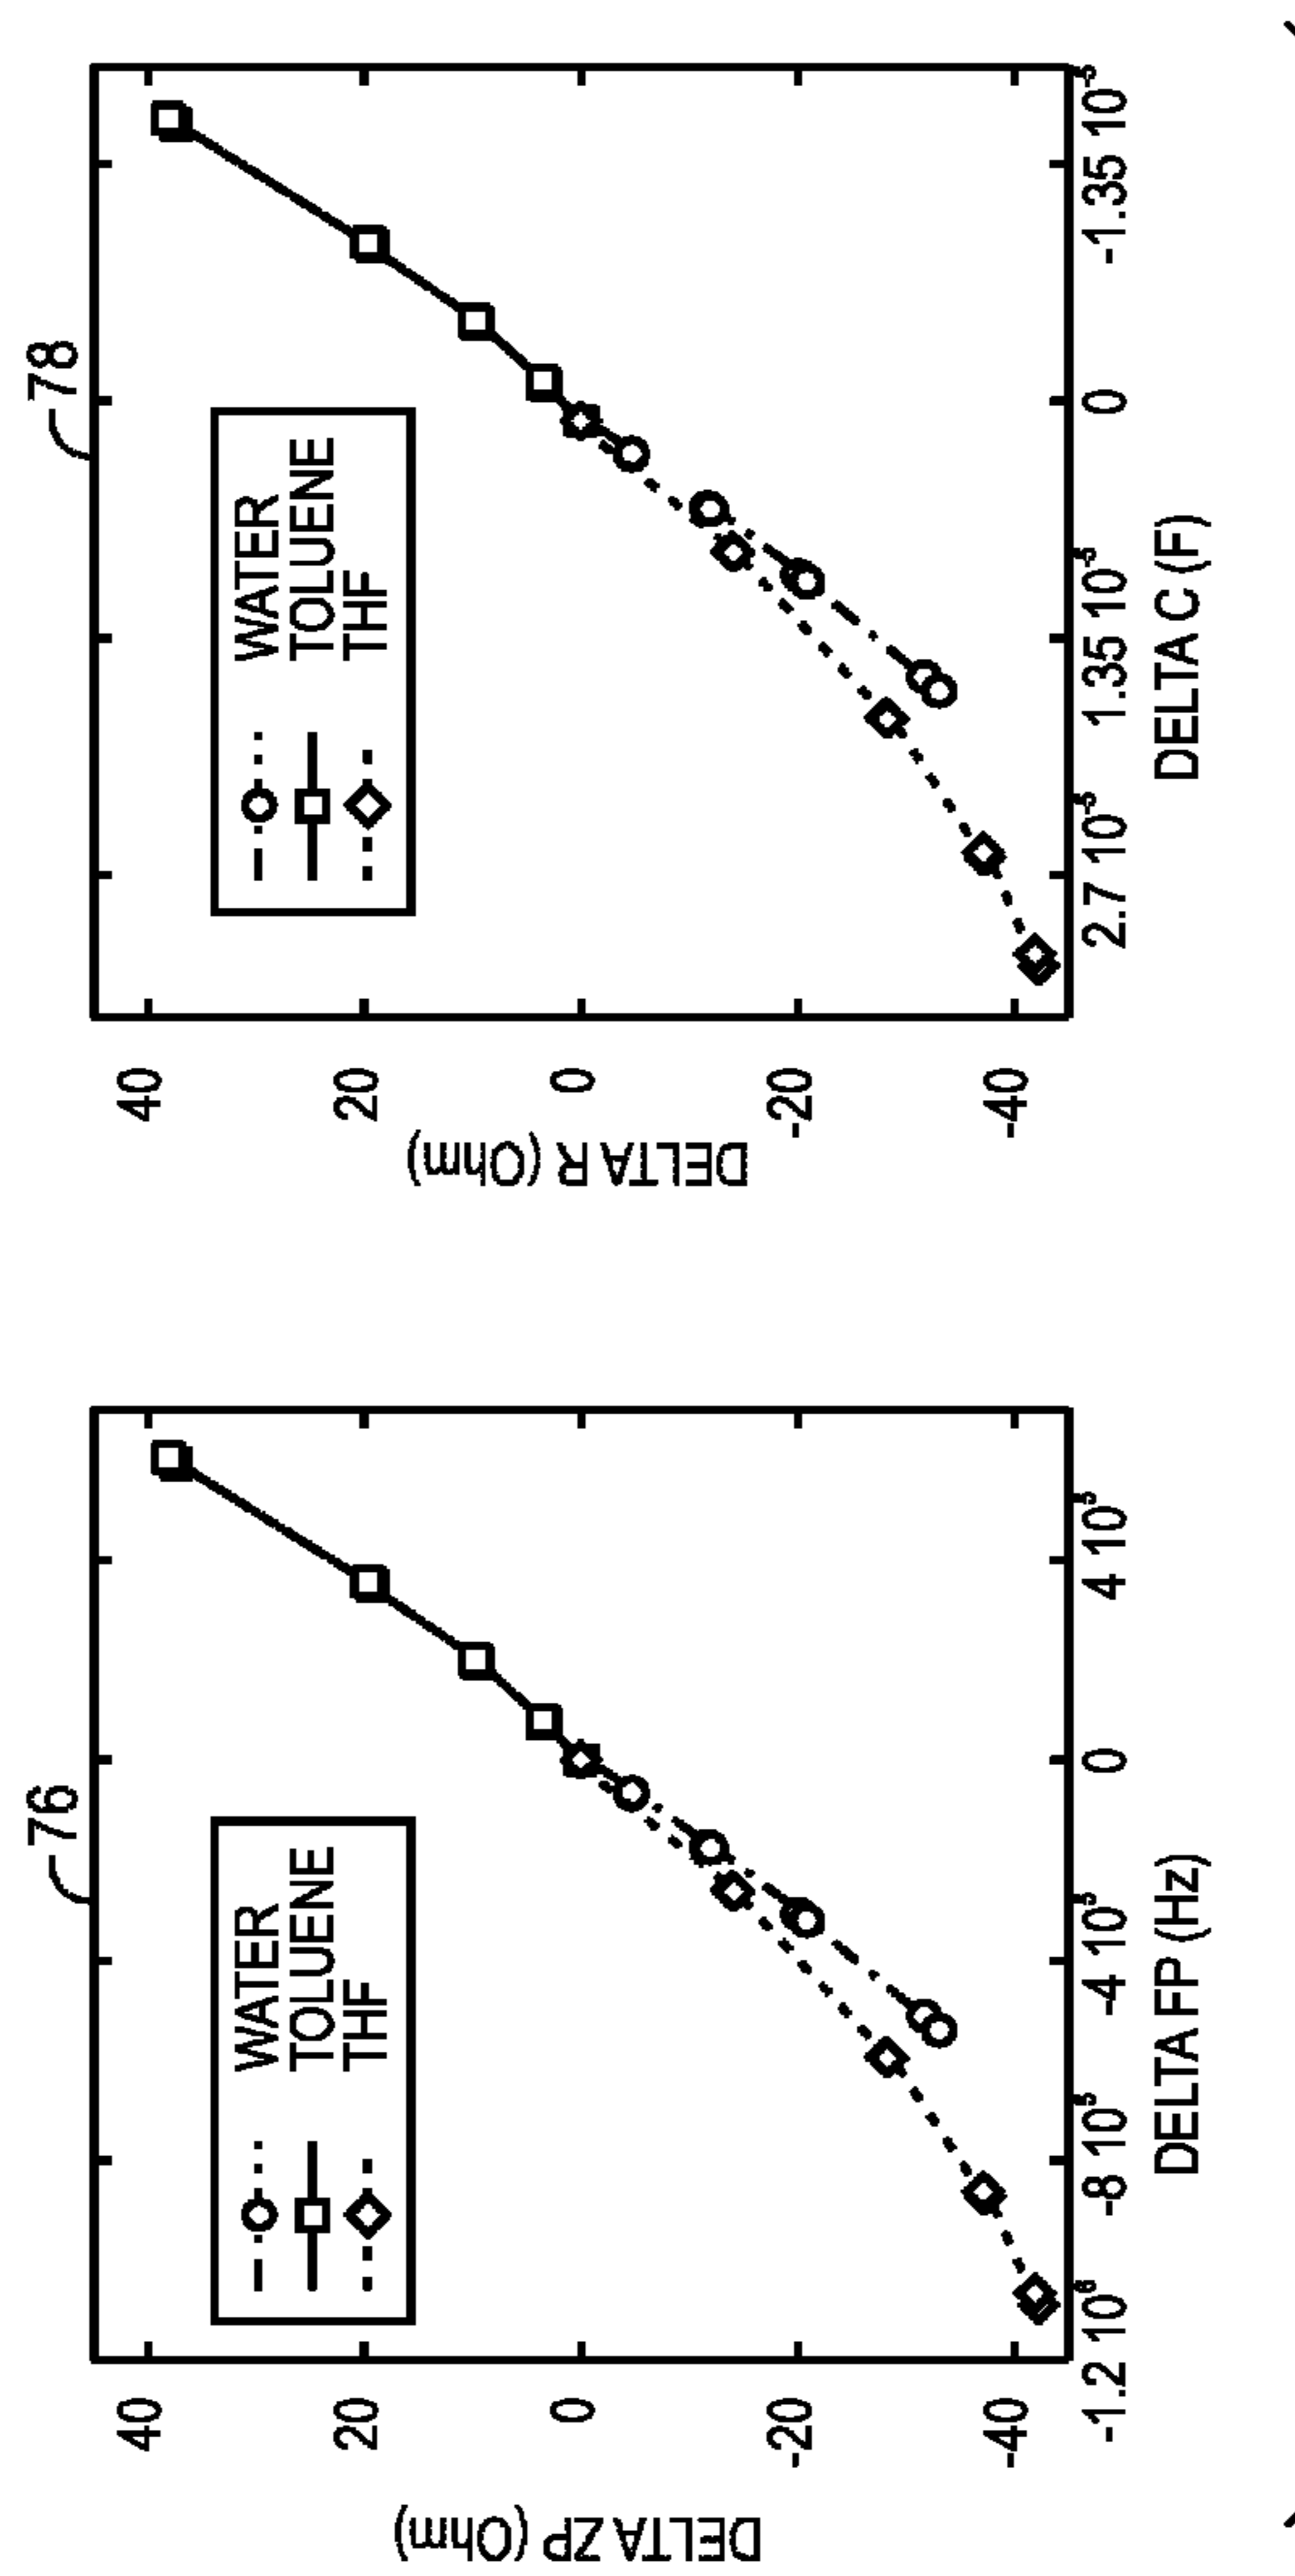 76
WATER
TOLUENE
THF
DELTA ZP (Ohm)
40
20
0
-20
-40
-1.2 10⁶
-8 10⁵
-4 10⁵
0
4 10⁵
DELTA FP (Hz)
78
WATER
TOLUENE
THF
DELTA R (Ohm)
40
20
0
-20
-40
2.7 10⁻⁵
1.35 10⁻⁵
0
-1.35 10⁻⁵
DELTA C (F)